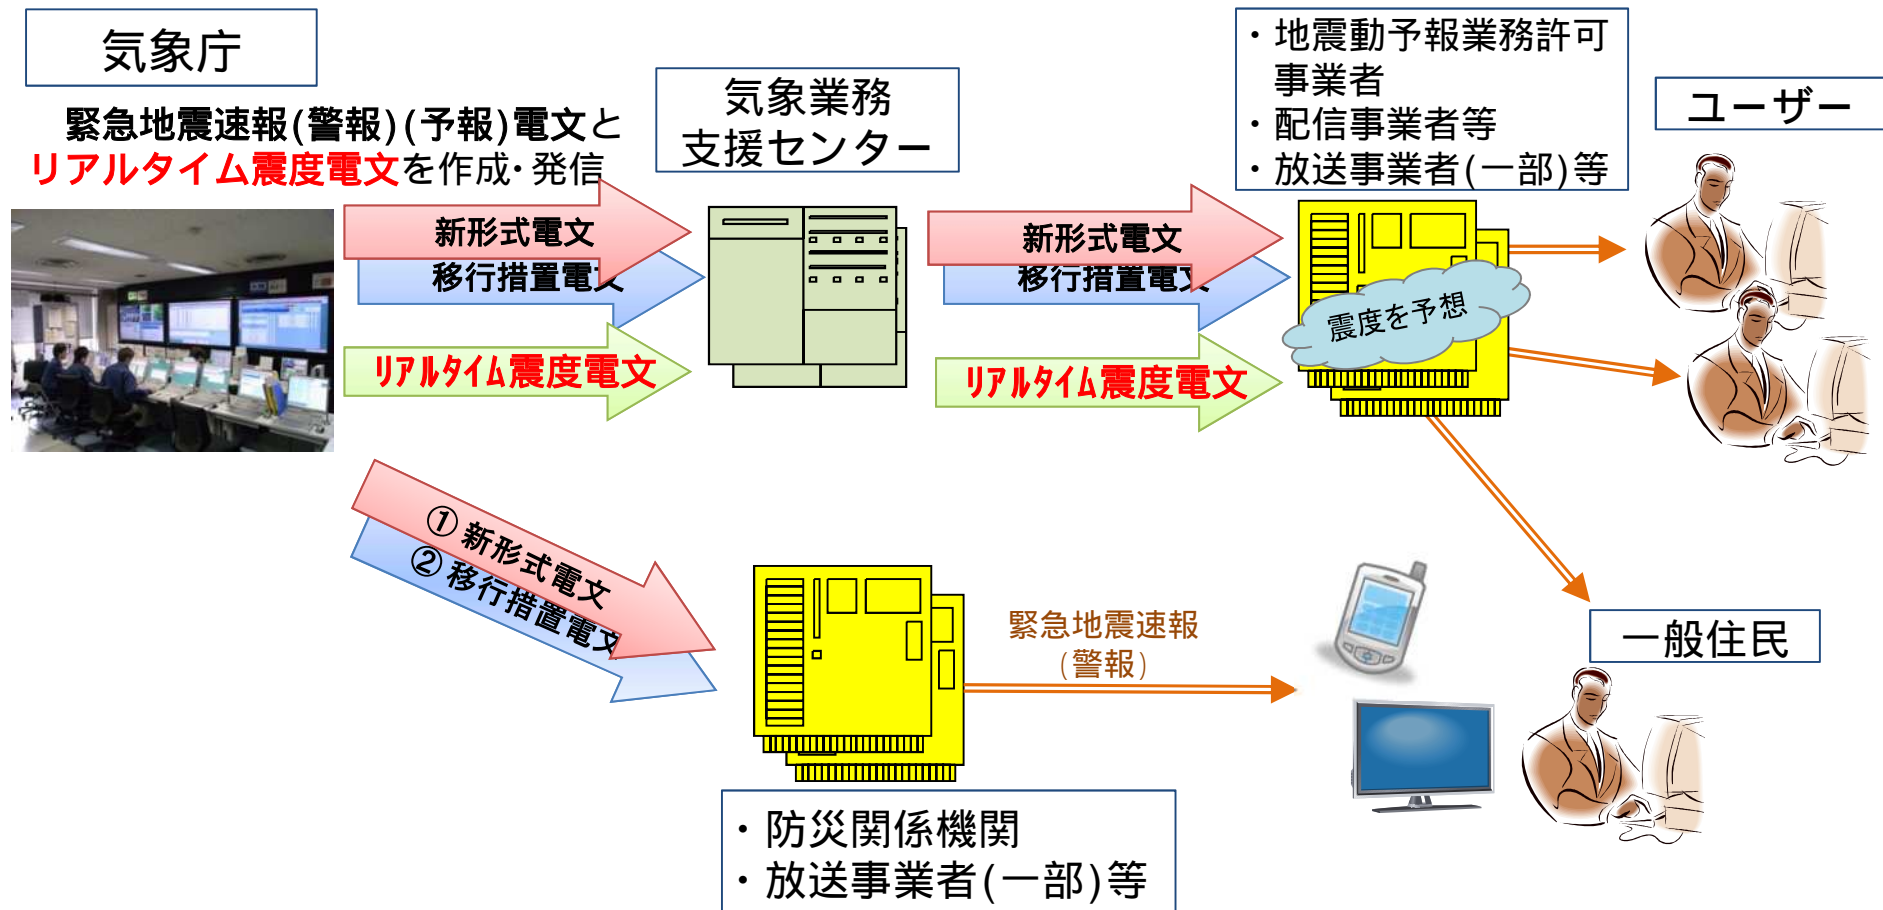 気象庁
緊急地震速報(警報)(予報)電文と
リアルタイム震度電文を作成・発信
気象業務
支援センター
・地震動予報業務許可
事業者
・配信事業者等
・放送事業者(一部)等
ユーザー
新形式電文
移行措置電文
リアルタイム震度電文
新形式電文
移行措置電文
リアルタイム震度電文
震度を予想
① 新形式電文
② 移行措置電文
緊急地震速報
(警報)
一般住民
・防災関係機関
・放送事業者(一部)等